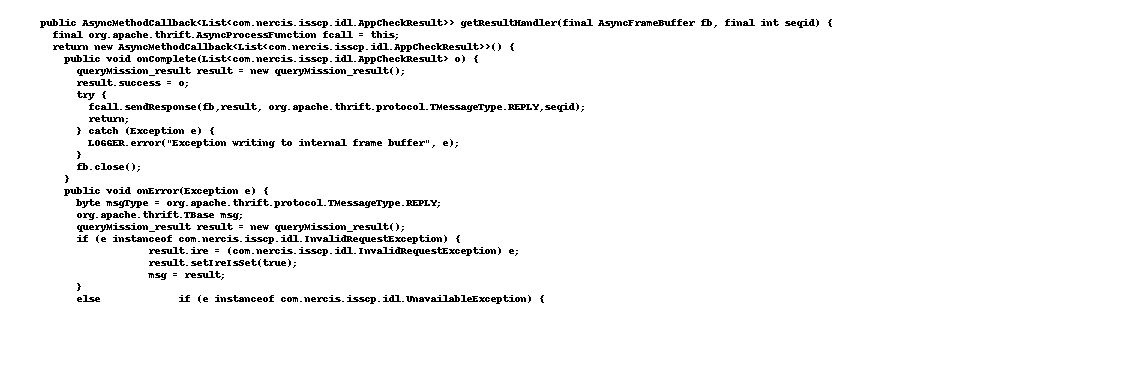 public AsyncMethodCallback<List<com.nercis.isscp.idl.AppCheckResult>> getResultHandler(final AsyncFrameBuffer fb, final int seqid) {
  final org.apache.thrift.AsyncProcessFunction fcall = this;
  return new AsyncMethodCallback<List<com.nercis.isscp.idl.AppCheckResult>>() {
    public void onComplete(List<com.nercis.isscp.idl.AppCheckResult> o) {
      queryMission_result result = new queryMission_result();
      result.success = o;
      try {
        fcall.sendResponse(fb,result, org.apache.thrift.protocol.TMessageType.REPLY,seqid);
        return;
      } catch (Exception e) {
        LOGGER.error("Exception writing to internal frame buffer", e);
      }
      fb.close();
    }
    public void onError(Exception e) {
      byte msgType = org.apache.thrift.protocol.TMessageType.REPLY;
      org.apache.thrift.TBase msg;
      queryMission_result result = new queryMission_result();
      if (e instanceof com.nercis.isscp.idl.InvalidRequestException) {
                  result.ire = (com.nercis.isscp.idl.InvalidRequestException) e;
                  result.setIreIsSet(true);
                  msg = result;
      }
      else             if (e instanceof com.nercis.isscp.idl.UnavailableException) {